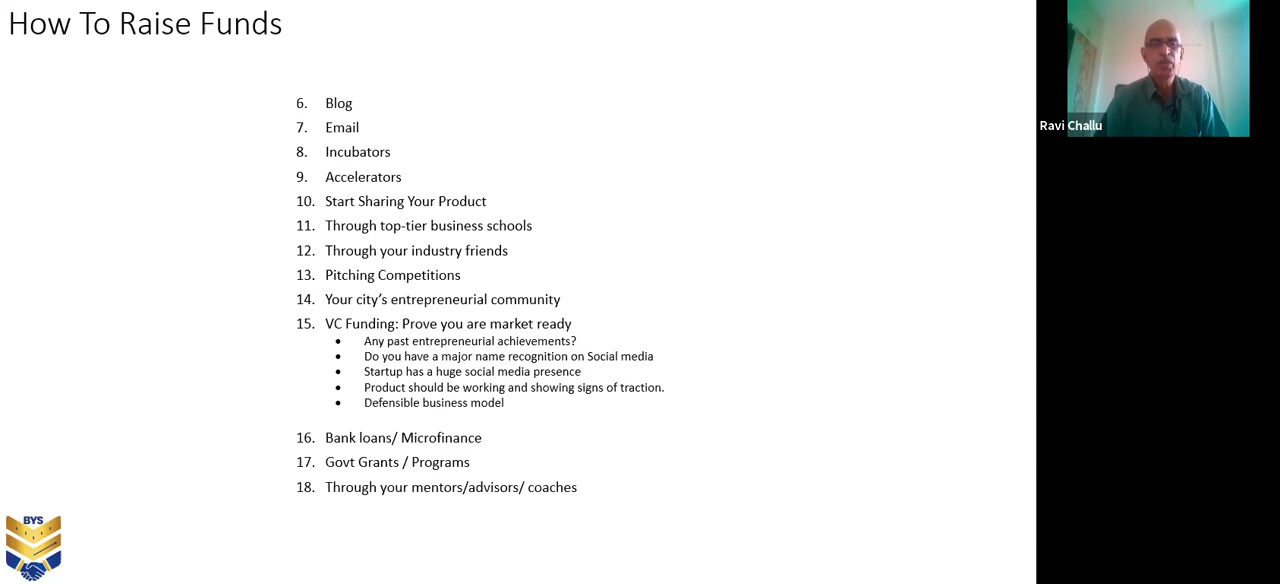 How To Raise Funds
6. Blog
7. Email
8. Incubators
9. Accelerators
10. Start Sharing Your Product
11. Through top-tier business schools
12. Through your industry friends
13. Pitching Competitions
14. Your city’s entrepreneurial community
15. VC Funding: Prove you are market ready
• Any past entrepreneurial achievements?
• Do you have a major name recognition on Social media
• Startup has a huge social media presence
• Product should be working and showing signs of traction.
• Defensible business model
16. Bank loans/ Microfinance
17. Govt Grants / Programs
18. Through your mentors/advisors/ coaches
Ravi Challu
BYS